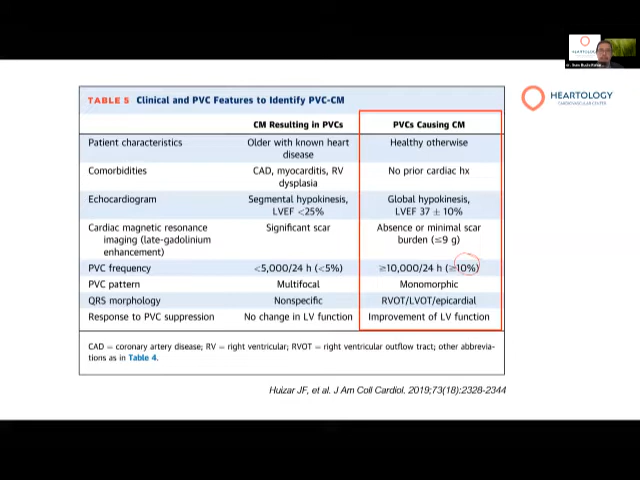 TABLE 5 Clinical and PVC Features to Identify PVC-CM
CM Resulting in PVCs PVCs Causing CM
Patient characteristics Older with known heart disease Healthy otherwise
Comorbidities CAD, myocarditis, RV dysplasia No prior cardiac hx
Echocardiogram Segmental hypokinesis, LVEF <25% Global hypokinesis, LVEF 37 ± 10%
Cardiac magnetic resonance imaging (late-gadolinium enhancement) Significant scar Absence or minimal scar burden (≤9 g)
PVC frequency <5,000/24 h (<5%) ≥10,000/24 h (≥10%)
PVC pattern Multifocal Monomorphic
QRS morphology Nonspecific RVOT/LVOT/epicardial
Response to PVC suppression No change in LV function Improvement of LV function
CAD = coronary artery disease; RV = right ventricular; RVOT = right ventricular outflow tract; other abbrevia-
tions as in Table 4.
Huizar JF, et al. J Am Coll Cardiol. 2019;73(18):2328-2344
HEARTOLOGY
CARDIOVASCULAR CENTER